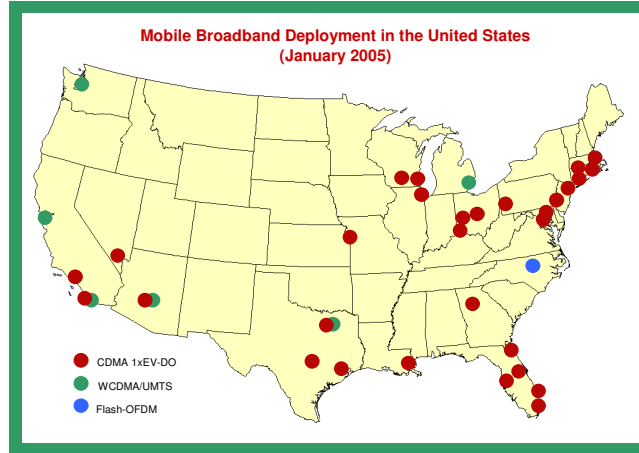 Mobile Broadband Deployment in the United States
(January 2005)
CDMA 1xEV-DO
WCDMA/UMTS
Flash-OFDM